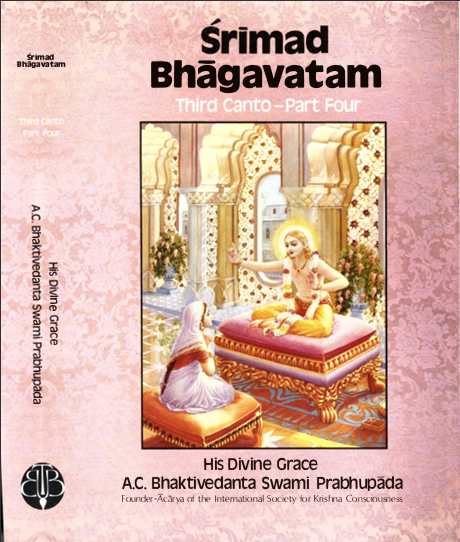 Śrīmad
Bhāgavatam
Third Canto
Part Four
His Divine Grace
A.C. Bhaktivedanta Swami Prabhupāda
BBT
Śrīmad
Bhāgavatam
Third Canto–Part Four
His Divine Grace
A.C. Bhaktivedanta Swami Prabhupāda
Founder-Ācārya of the International Society for Krishna Consciousness